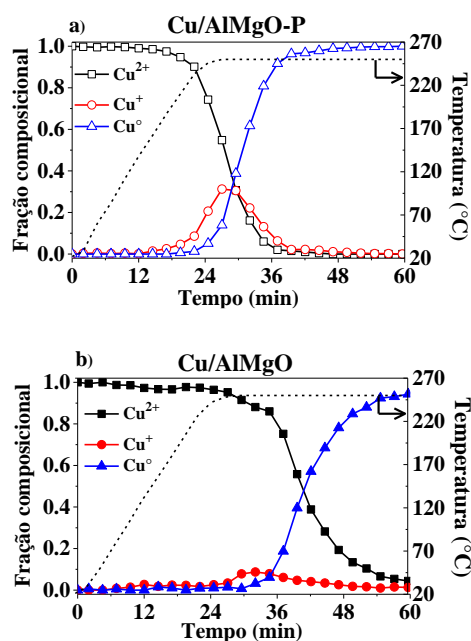 a)
Cu/AlMgO-P
Fração composicional
1.0
0.8
0.6
0.4
0.2
0.0
Cu²⁺
Cu⁺
Cu°
270
220
170
120
70
20
Temperatura (°C)
0 12 24 36 48 60
Tempo (min)
b)
Cu/AlMgO
Fração composicional
1.0
0.8
0.6
0.4
0.2
0.0
Cu²⁺
Cu⁺
Cu°
270
220
170
120
70
20
Temperatura (°C)
0 12 24 36 48 60
Tempo (min)